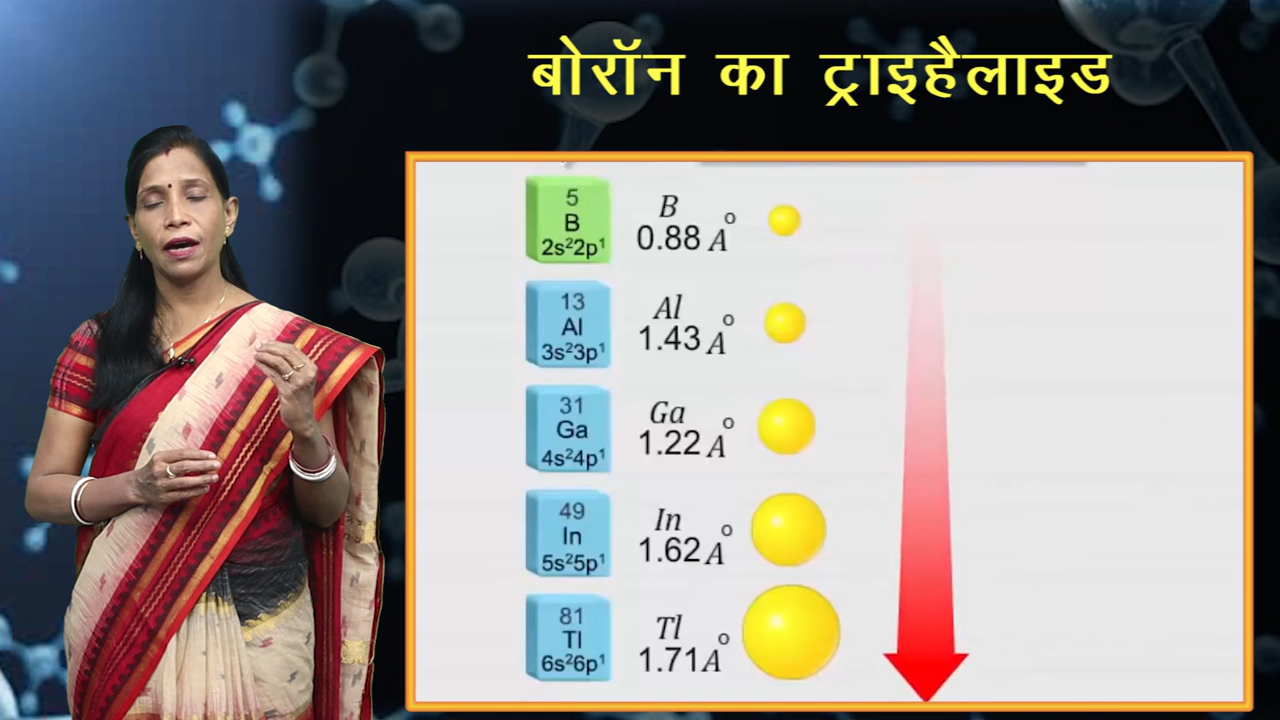 बोरॉन का ट्राइहैलाइड
5
B
2s²2p¹
B
0.88 A°
13
Al
3s²3p¹
Al
1.43 A°
31
Ga
4s²4p¹
Ga
1.22 A°
49
In
5s²5p¹
In
1.62 A°
81
Tl
6s²6p¹
Tl
1.71 A°